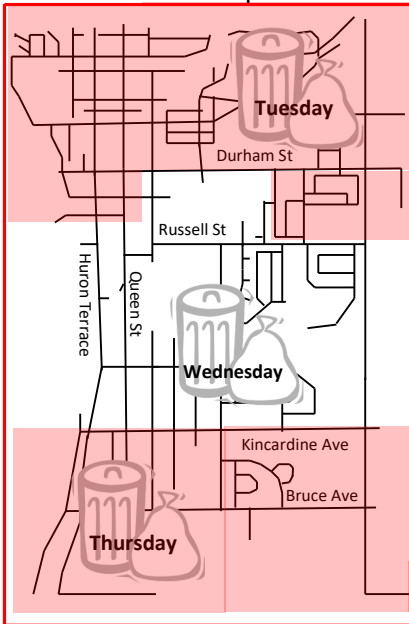 Tuesday
Durham St
Russell St
Huron Terrace
Queen St
Wednesday
Kincardine Ave
Bruce Ave
Thursday